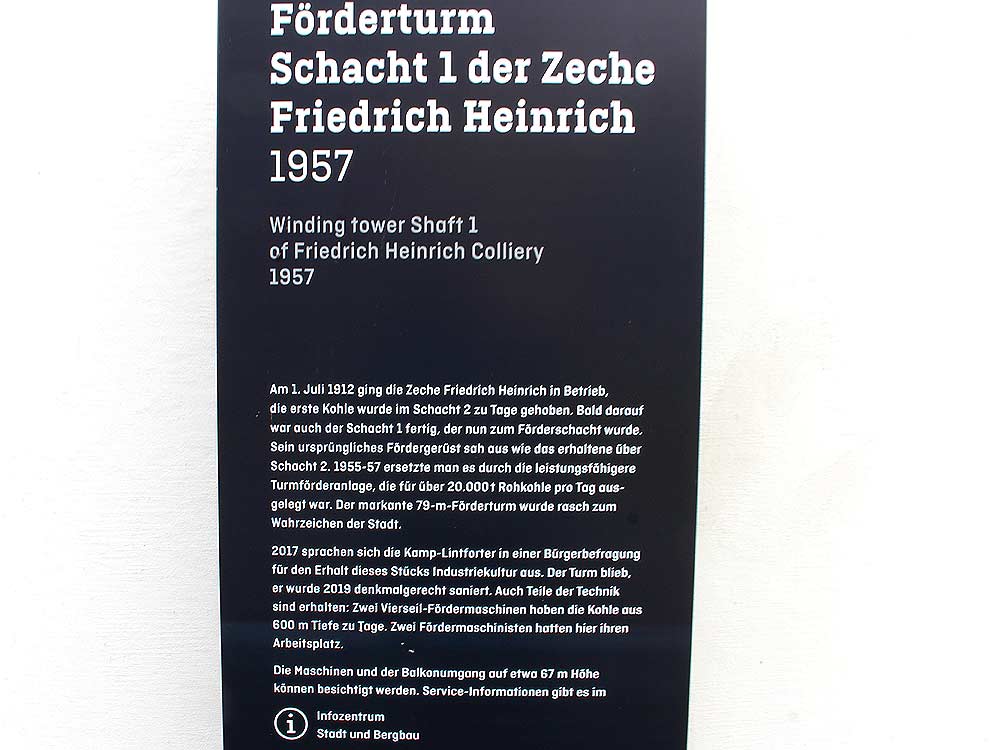 Förderturm
Schacht 1 der Zeche
Friedrich Heinrich
1957
Winding tower Shaft 1
of Friedrich Heinrich Colliery
1957
Am 1. Juli 1912 ging die Zeche Friedrich Heinrich in Betrieb,
die erste Kohle wurde im Schacht 2 zu Tage gehoben. Bald darauf
war auch der Schacht 1 fertig, der nun zum Förderschacht wurde.
Sein ursprüngliches Fördergerüst sah aus wie das erhaltene über
Schacht 2. 1955-57 ersetzte man es durch die leistungsfähigere
Turmförderanlage, die für über 20.000 t Rohkohle pro Tag aus-
gelegt war. Der markante 79-m-Förderturm wurde rasch zum
Wahrzeichen der Stadt.
2017 sprachen sich die Kamp-Lintforter in einer Bürgerbefragung
für den Erhalt dieses Stücks Industriekultur aus. Der Turm blieb,
er wurde 2019 denkmalgerecht saniert. Auch Teile der Technik
sind erhalten: Zwei Vierseil-Fördermaschinen hoben die Kohle aus
600 m Tiefe zu Tage. Zwei Fördermaschinisten hatten hier ihren
Arbeitsplatz.
Die Maschinen und der Balkonumgang auf etwa 67 m Höhe
können besichtigt werden. Service-Informationen gibt es im
Infozentrum
Stadt und Bergbau